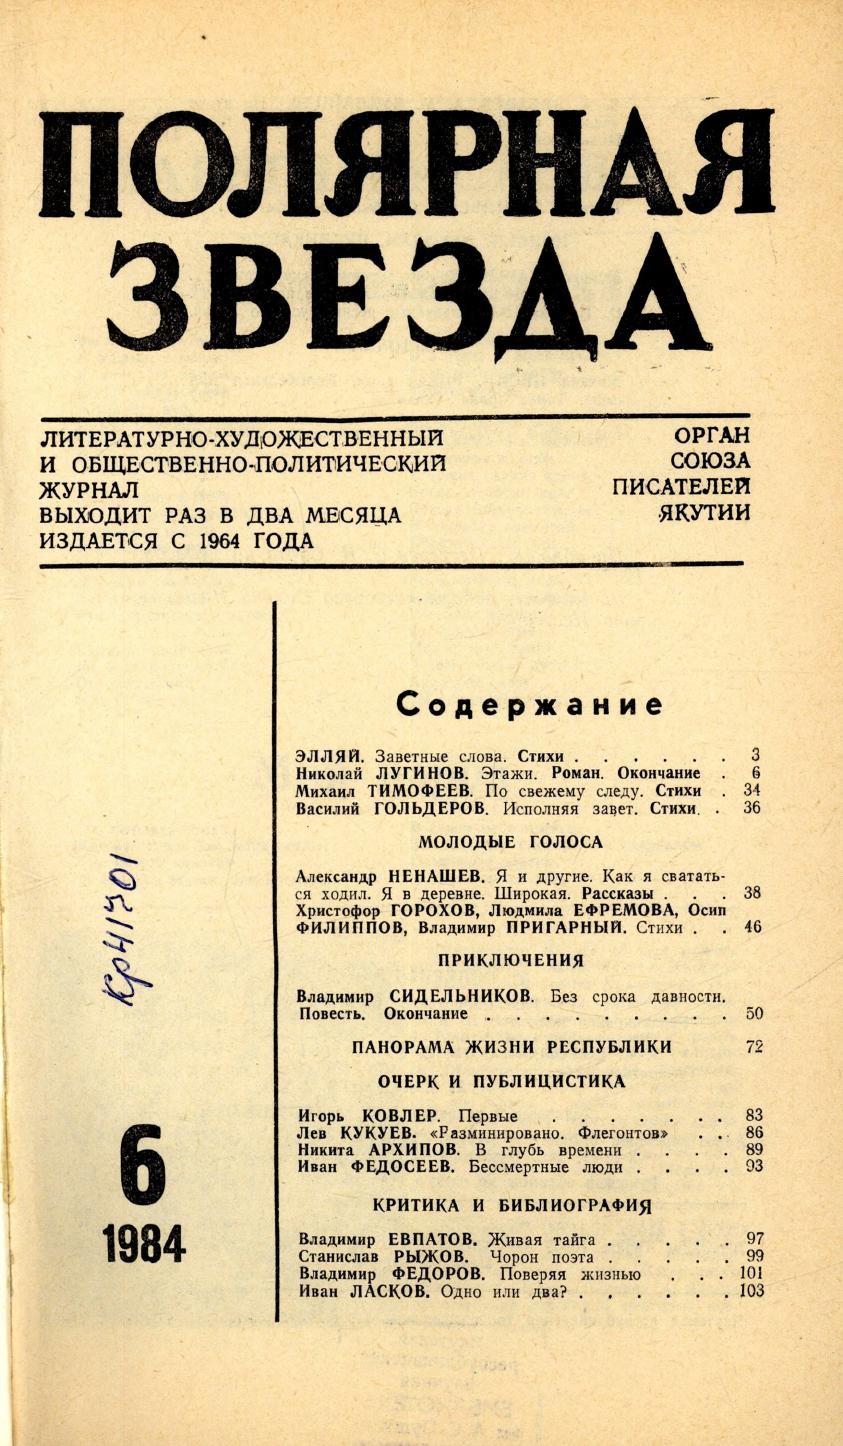 ПОЛЯРНАЯ
ЗВЕЗДА
ЛИТЕРАТУРНО-ХУДОЖЕСТВЕННЫЙ
И ОБЩЕСТВЕННО-ПОЛИТИЧЕСКИЙ
ЖУРНАЛ
ВЫХОДИТ РАЗ В ДВА МЕСЯЦА
ИЗДАЕТСЯ С 1964 ГОДА
ОРГАН
СОЮЗА
ПИСАТЕЛЕЙ
ЯКУТИИ
Кр41701
6
1984
Содержание
ЭЛЛЯЙ. Заветные слова. Стихи . . . . . . 3
Николай ЛУГИНОВ. Этажи. Роман. Окончание . 6
Михаил ТИМОФЕЕВ. По свежему следу. Стихи . 34
Василий ГОЛЬДЕРОВ. Исполняя завет. Стихи. . 36
МОЛОДЫЕ ГОЛОСА
Александр НЕНАШЕВ. Я и другие. Как я сватать-
ся ходил. Я в деревне. Широкая. Рассказы . . . 38
Христофор ГОРОХОВ, Людмила ЕФРЕМОВА, Осип
ФИЛИППОВ, Владимир ПРИГАРНЫЙ. Стихи . . 46
ПРИКЛЮЧЕНИЯ
Владимир СИДЕЛЬНИКОВ. Без срока давности.
Повесть. Окончание . . . . . . . . . 50
ПАНОРАМА ЖИЗНИ РЕСПУБЛИКИ 72
ОЧЕРК И ПУБЛИЦИСТИКА
Игорь КОВЛЕР. Первые . . . . . . . 83
Лев КУКУЕВ. «Разминировано. Флегонтов» . . . 86
Никита АРХИПОВ. В глубь времени . . . . 89
Иван ФЕДОСЕЕВ. Бессмертные люди . . . . 93
КРИТИКА И БИБЛИОГРАФИЯ
Владимир ЕВПАТОВ. Живая тайга . . . . . 97
Станислав РЫЖОВ. Чорон поэта . . . . . 99
Владимир ФЕДОРОВ. Поверяя жизнью . . . 101
Иван ЛАСКОВ. Одно или два? . . . . . . 103